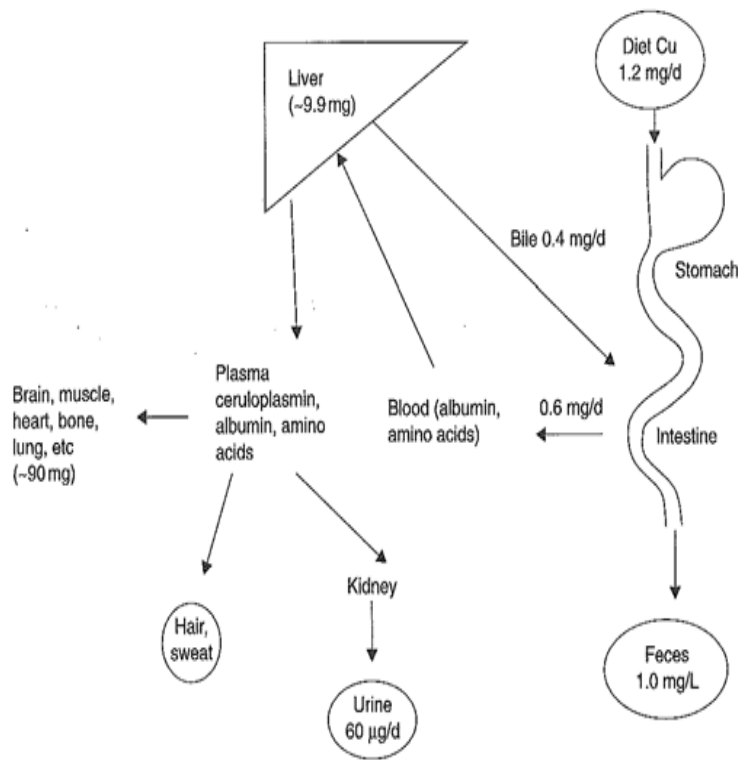 Liver
(~9.9 mg)
Diet Cu
1.2 mg/d
Bile 0.4 mg/d
Stomach
Brain, muscle,
heart, bone,
lung, etc
(~90 mg)
Plasma
ceruloplasmin,
albumin, amino
acids
Blood (albumin,
amino acids)
0.6 mg/d
Intestine
Hair,
sweat
Kidney
Urine
60 µg/d
Feces
1.0 mg/L